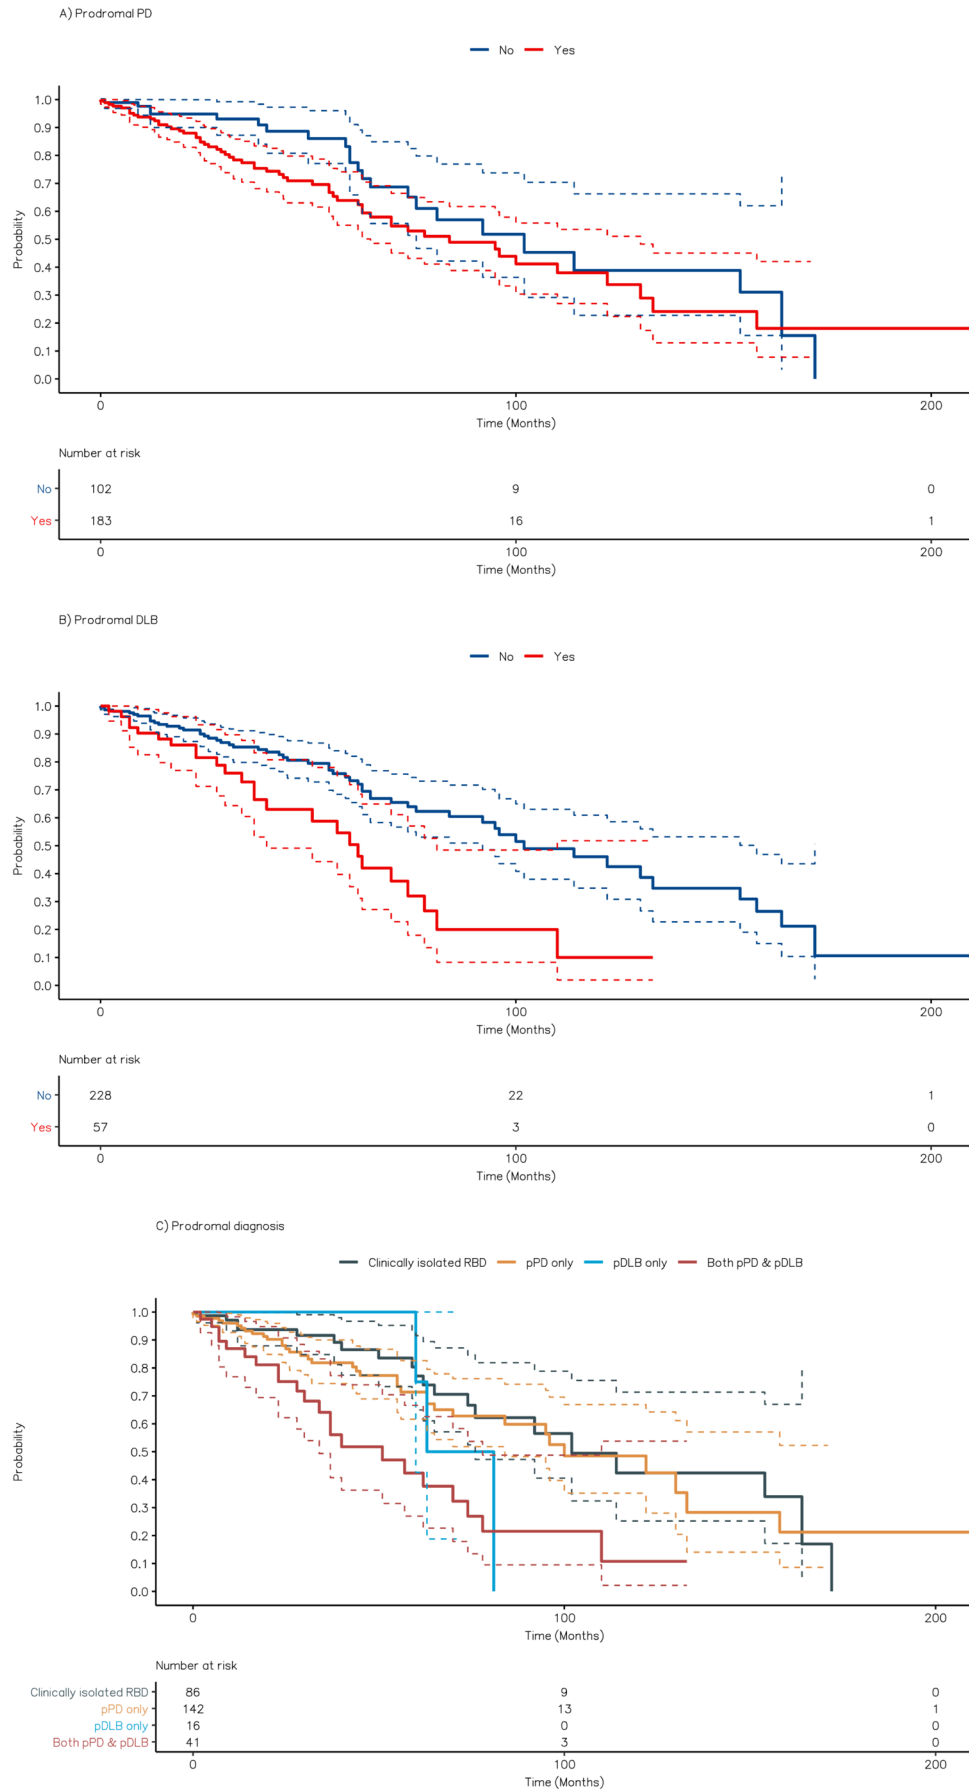 A) Prodromal PD
No Yes
1.0
0.9
0.8
0.7
0.6
0.5
0.4
0.3
0.2
0.1
0.0
Probability
0 100 200
Time (Months)
Number at risk
No 102 9 0
Yes 183 16 1
0 100 200
Time (Months)
B) Prodromal DLB
No Yes
1.0
0.9
0.8
0.7
0.6
0.5
0.4
0.3
0.2
0.1
0.0
Probability
0 100 200
Time (Months)
Number at risk
No 228 22 1
Yes 57 3 0
0 100 200
Time (Months)
C) Prodromal diagnosis
Clinically isolated RBD pPD only pDLB only Both pPD & pDLB
1.0
0.9
0.8
0.7
0.6
0.5
0.4
0.3
0.2
0.1
0.0
Probability
0 100 200
Time (Months)
Number at risk
Clinically isolated RBD 86 9 0
pPD only 142 13 1
pDLB only 16 0 0
Both pPD & pDLB 41 3 0
0 100 200
Time (Months)